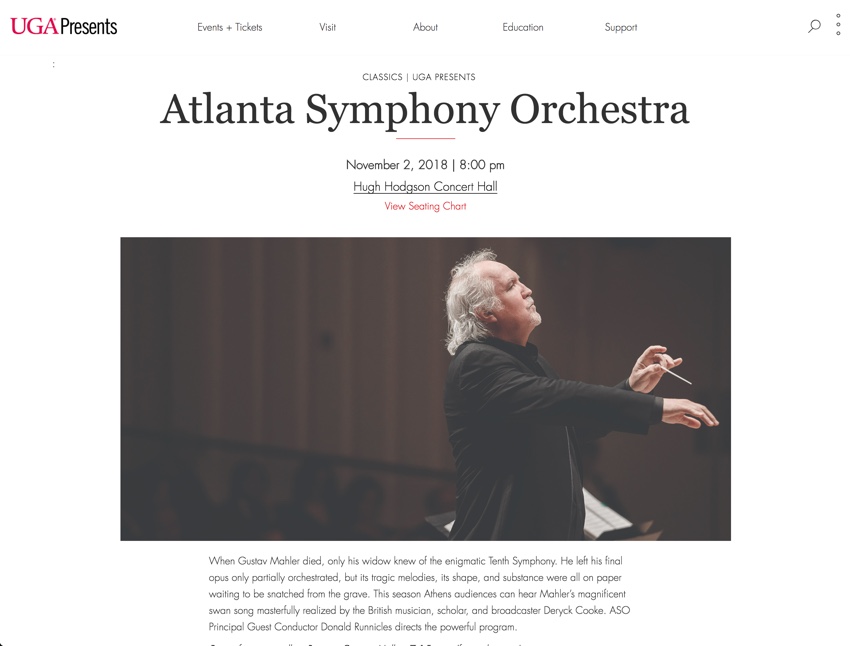 UGA Presents
Events + Tickets Visit About Education Support
:
CLASSICS | UGA PRESENTS
Atlanta Symphony Orchestra
November 2, 2018 | 8:00 pm
Hugh Hodgson Concert Hall
View Seating Chart
When Gustav Mahler died, only his widow knew of the enigmatic Tenth Symphony. He left his final
opus only partially orchestrated, but its tragic melodies, its shape, and substance were all on paper
waiting to be snatched from the grave. This season Athens audiences can hear Mahler's magnificent
swan song masterfully realized by the British musician, scholar, and broadcaster Deryck Cooke. ASO
Principal Guest Conductor Donald Runnicles directs the powerful program.